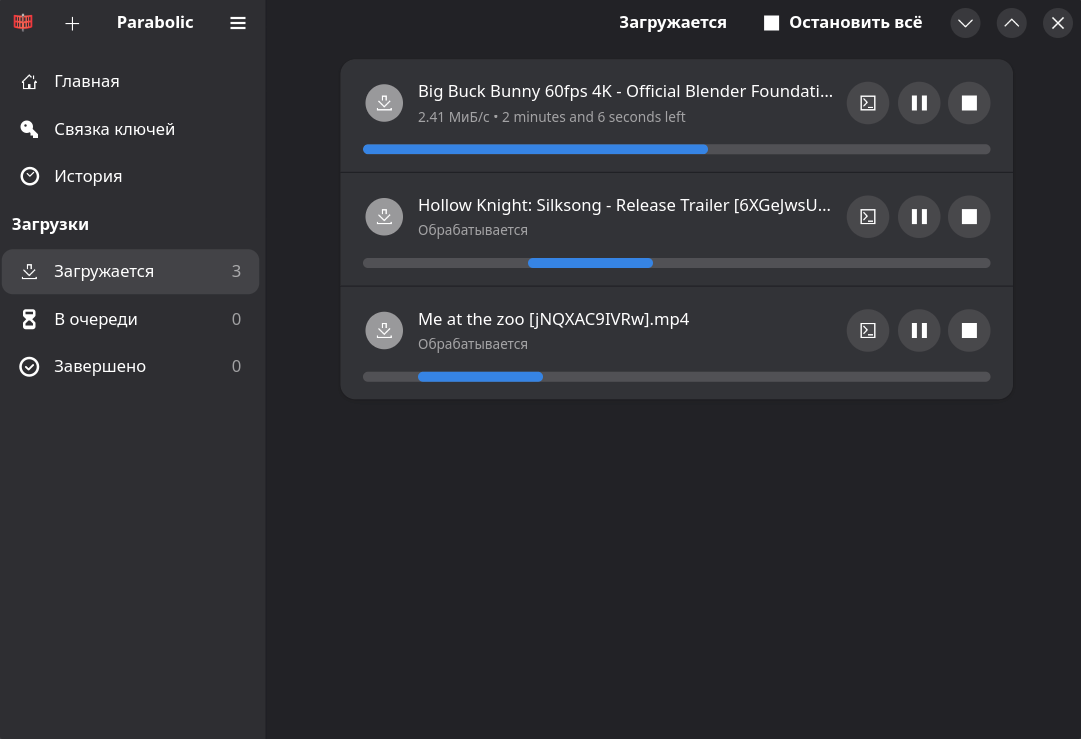 Parabolic
Загружается
Остановить всё
Главная
Связка ключей
История
Загрузки
Загружается 3
В очереди 0
Завершено 0
Big Buck Bunny 60fps 4K - Official Blender Foundati...
2.41 МиБ/с • 2 minutes and 6 seconds left
Hollow Knight: Silksong - Release Trailer [6XGeJwsU...
Обрабатывается
Me at the zoo [jNQXAC9IVRw].mp4
Обрабатывается